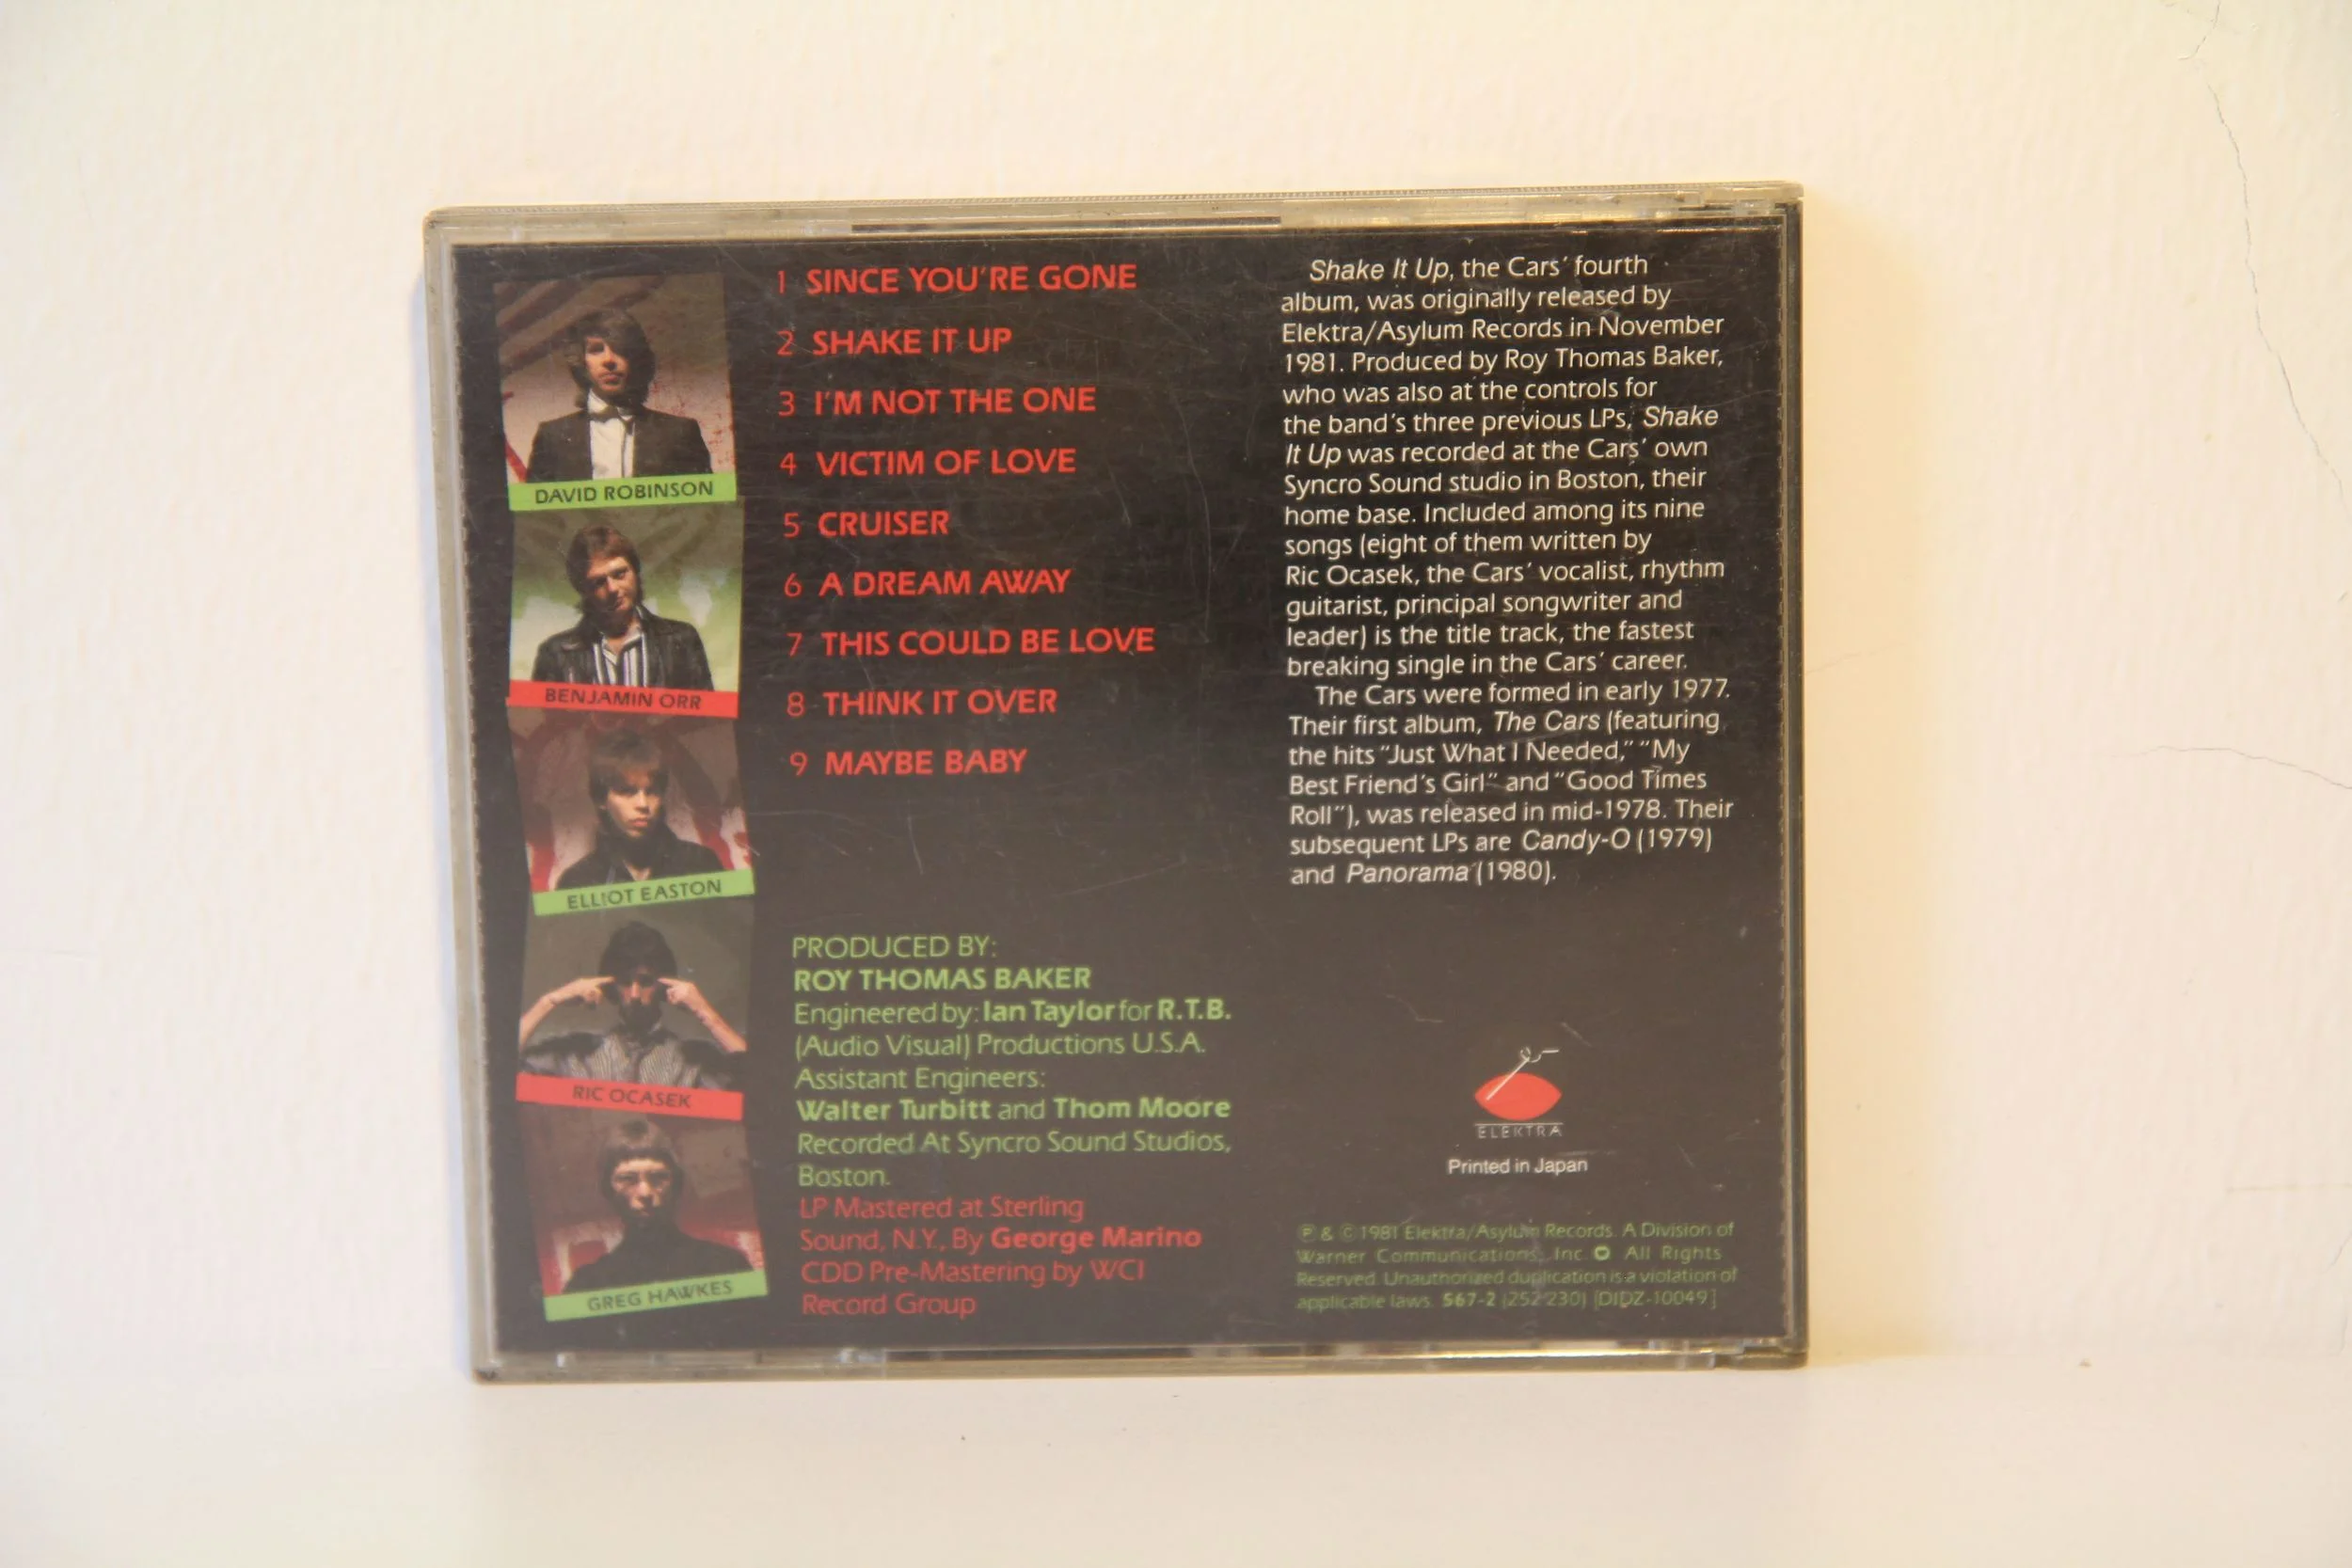 DAVID ROBINSON
BENJAMIN ORR
ELLIOT EASTON
RIC OCASEK
GREG HAWKES
1 SINCE YOU'RE GONE
2 SHAKE IT UP
3 I'M NOT THE ONE
4 VICTIM OF LOVE
5 CRUISER
6 A DREAM AWAY
7 THIS COULD BE LOVE
8 THINK IT OVER
9 MAYBE BABY
PRODUCED BY:
ROY THOMAS BAKER
Engineered by: Ian Taylor for R.T.B.
(Audio Visual) Productions U.S.A.
Assistant Engineers:
Walter Turbitt and Thom Moore
Recorded At Syncro Sound Studios,
Boston.
LP Mastered at Sterling
Sound, N.Y., By George Marino
CDD Pre-Mastering by WCI
Record Group
Shake It Up, the Cars' fourth
album, was originally released by
Elektra/Asylum Records in November
1981. Produced by Roy Thomas Baker,
who was also at the controls for
the band's three previous LPs, Shake
It Up was recorded at the Cars' own
Syncro Sound studio in Boston, their
home base. Included among its nine
songs (eight of them written by
Ric Ocasek, the Cars' vocalist, rhythm
guitarist, principal songwriter and
leader) is the title track, the fastest
breaking single in the Cars' career.
The Cars were formed in early 1977.
Their first album, The Cars (featuring
the hits "Just What I Needed," "My
Best Friend's Girl" and "Good Times
Roll"), was released in mid-1978. Their
subsequent LPs are Candy-O (1979)
and Panorama (1980).
ELEKTRA
Printed in Japan
℗ & © 1981 Elektra/Asylum Records. A Division of
Warner Communications, Inc. All Rights
Reserved. Unauthorized duplication is a violation of
applicable laws. 567-2 (252 230) [DIDZ-10049]